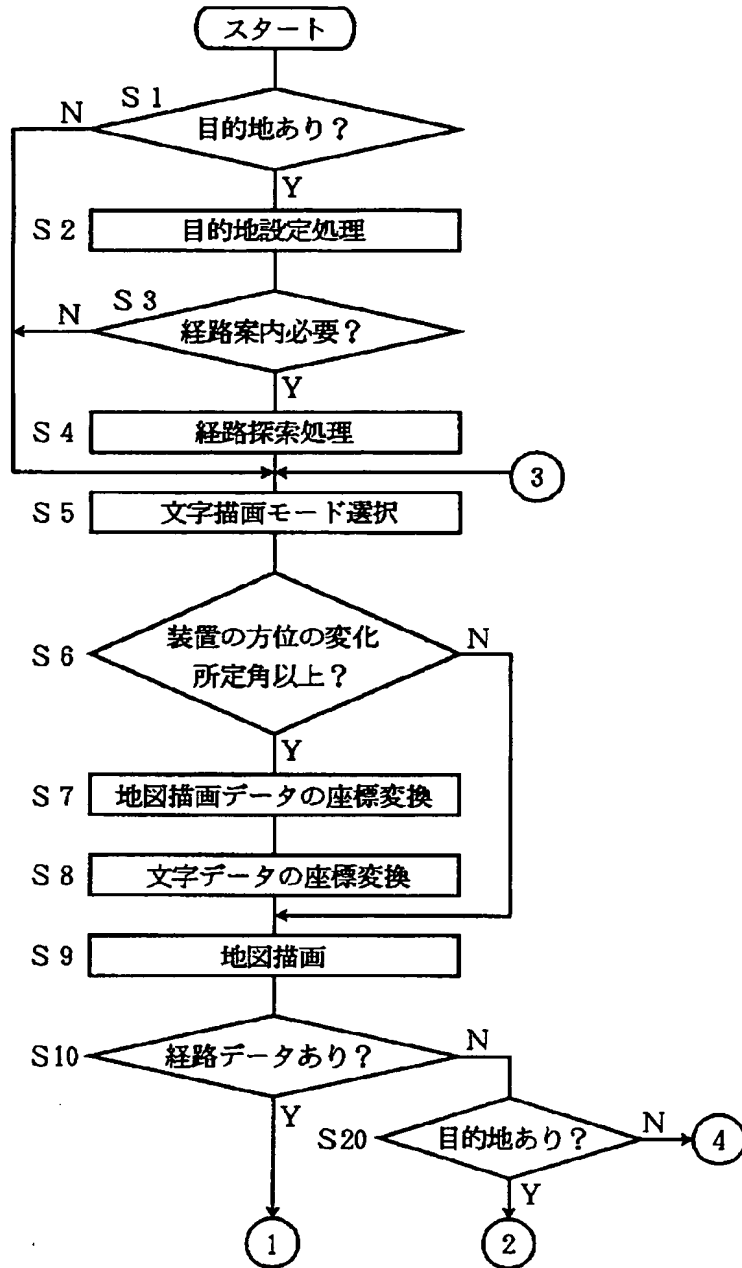 スタート
S 1
N
目的地あり？
Y
S 2
目的地設定処理
S 3
N
経路案内必要？
Y
S 4
経路探索処理
3
S 5
文字描画モード選択
S 6
装置の方位の変化
所定角以上？
N
Y
S 7
地図描画データの座標変換
S 8
文字データの座標変換
S 9
地図描画
S10
経路データあり？
N
Y
S20
目的地あり？
N
4
Y
1
2